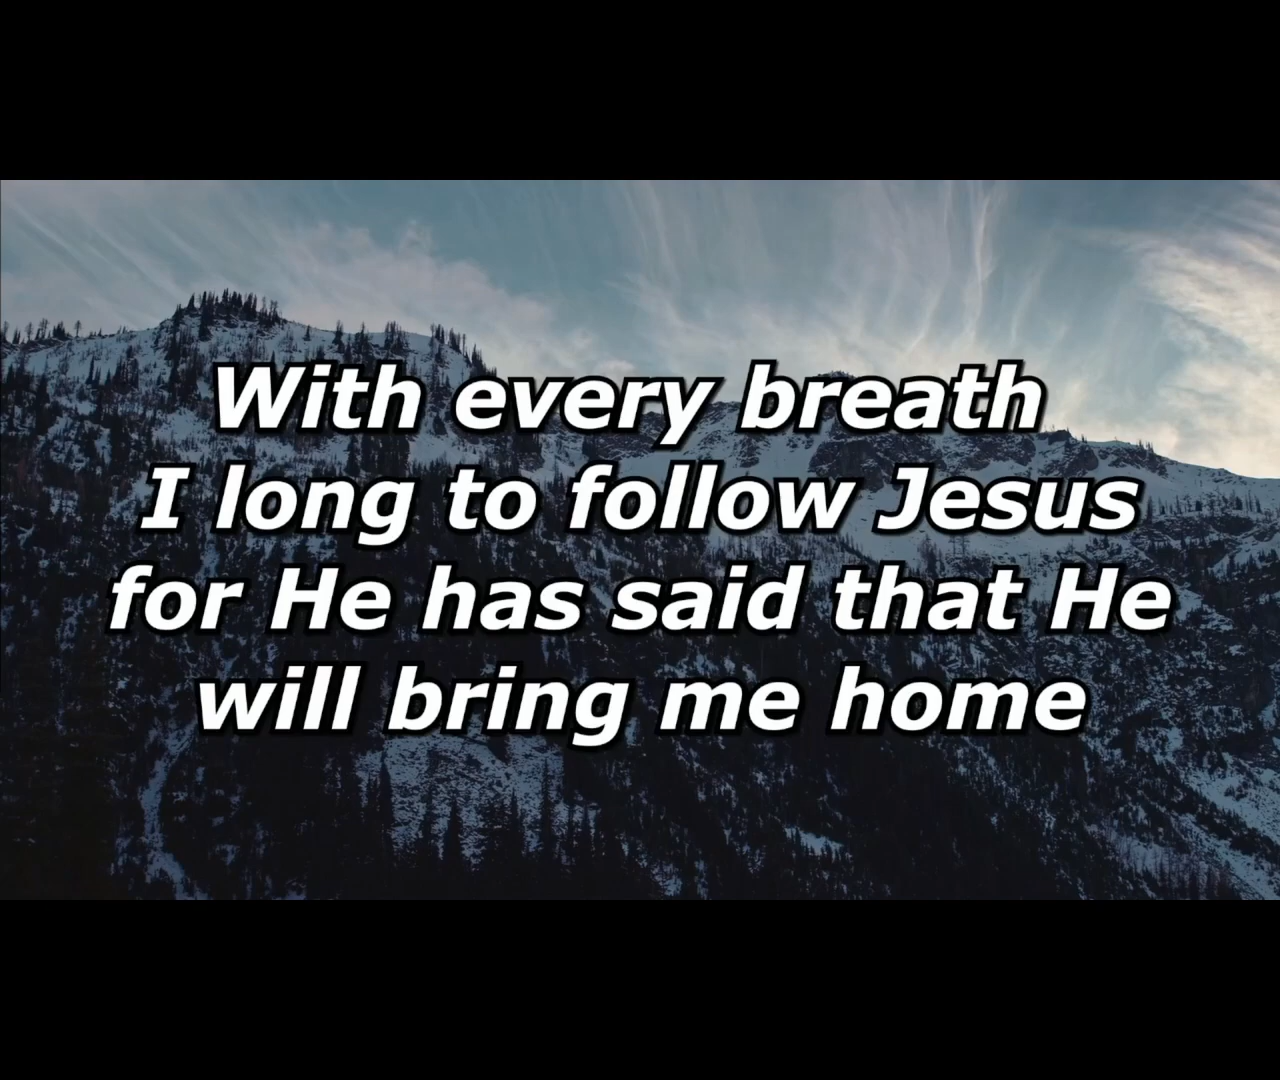 With every breath
I long to follow Jesus
for He has said that He
will bring me home